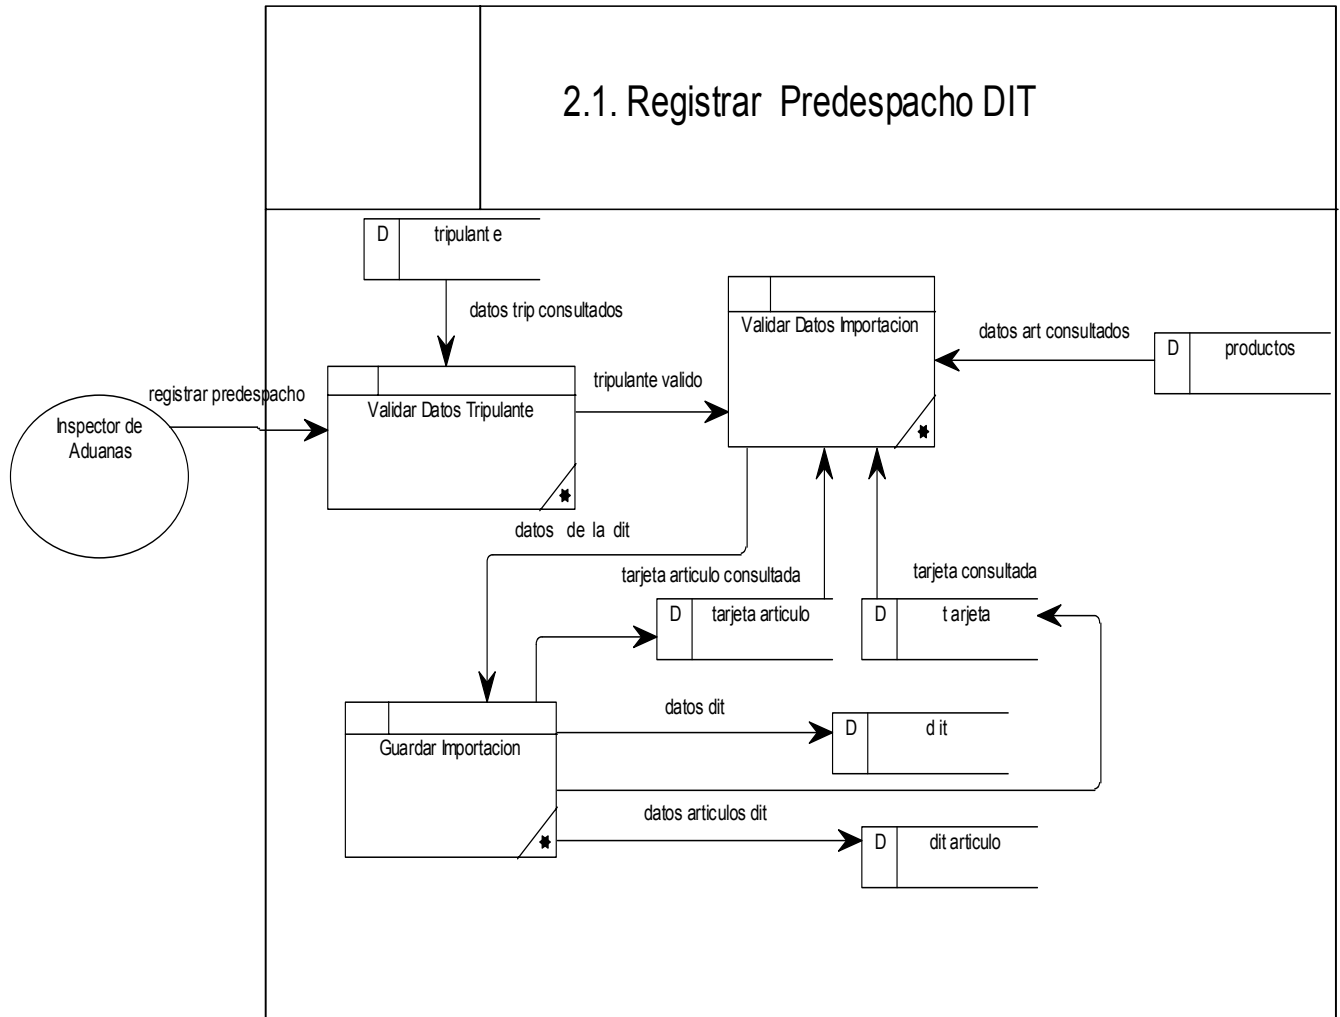 2.1. Registrar Predespacho DIT
D tripulant e
datos trip consultados
Validar Datos Importacion
datos art consultados
D productos
registrar predespacho
tripulante valido
Validar Datos Tripulante
Inspector de
Aduanas
datos de la dit
tarjeta articulo consultada
tarjeta consultada
D tarjeta articulo
D t arjeta
datos dit
D d it
Guardar Importacion
datos articulos dit
D dit articulo